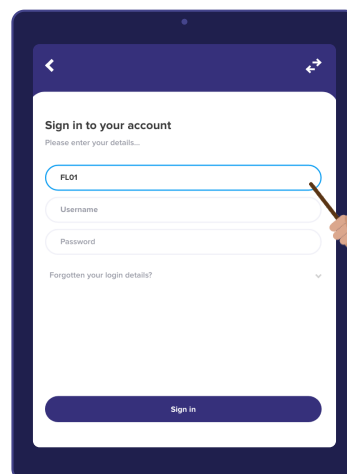 Sign in to your account
Please enter your details...
FL01
Username
Password
Forgotten your login details?
Sign in